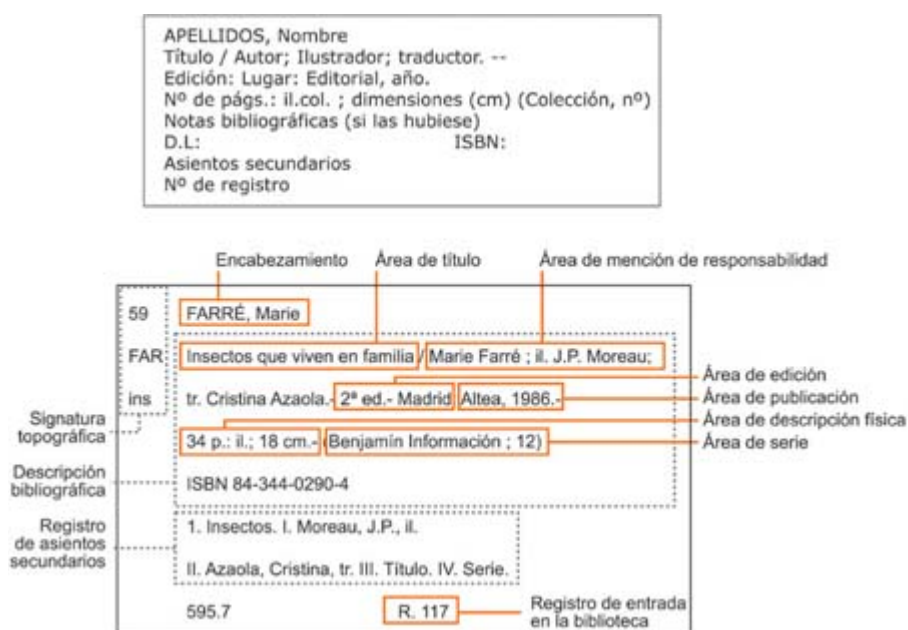 APELLIDOS, Nombre
Título / Autor; Ilustrador; traductor. --
Edición: Lugar: Editorial, año.
Nº de págs.: il.col. ; dimensiones (cm) (Colección, nº)
Notas bibliográficas (si las hubiese)
D.L: ISBN:
Asientos secundarios
Nº de registro
Encabezamiento Área de título Área de mención de responsabilidad
59 FARRÉ, Marie
FAR Insectos que viven en familia / Marie Farré ; il. J.P. Moreau;
ins tr. Cristina Azaola.- 2ª ed.- Madrid Altea, 1986.-
Área de edición
Área de publicación
Área de descripción física
Área de serie
Signatura
topográfica
34 p.: il.; 18 cm.- (Benjamín Información ; 12)
Descripción
bibliográfica
ISBN 84-344-0290-4
Registro
de asientos
secundarios
1. Insectos. I. Moreau, J.P., il.
II. Azaola, Cristina, tr. III. Título. IV. Serie.
595.7 R. 117
Registro de entrada
en la biblioteca